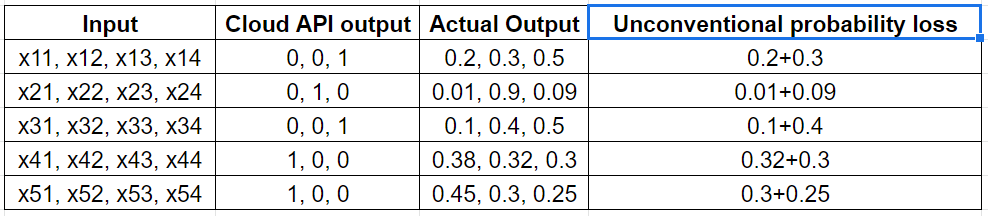 Input Cloud API output Actual Output Unconventional probability loss
x11, x12, x13, x14 0, 0, 1 0.2, 0.3, 0.5 0.2+0.3
x21, x22, x23, x24 0, 1, 0 0.01, 0.9, 0.09 0.01+0.09
x31, x32, x33, x34 0, 0, 1 0.1, 0.4, 0.5 0.1+0.4
x41, x42, x43, x44 1, 0, 0 0.38, 0.32, 0.3 0.32+0.3
x51, x52, x53, x54 1, 0, 0 0.45, 0.3, 0.25 0.3+0.25